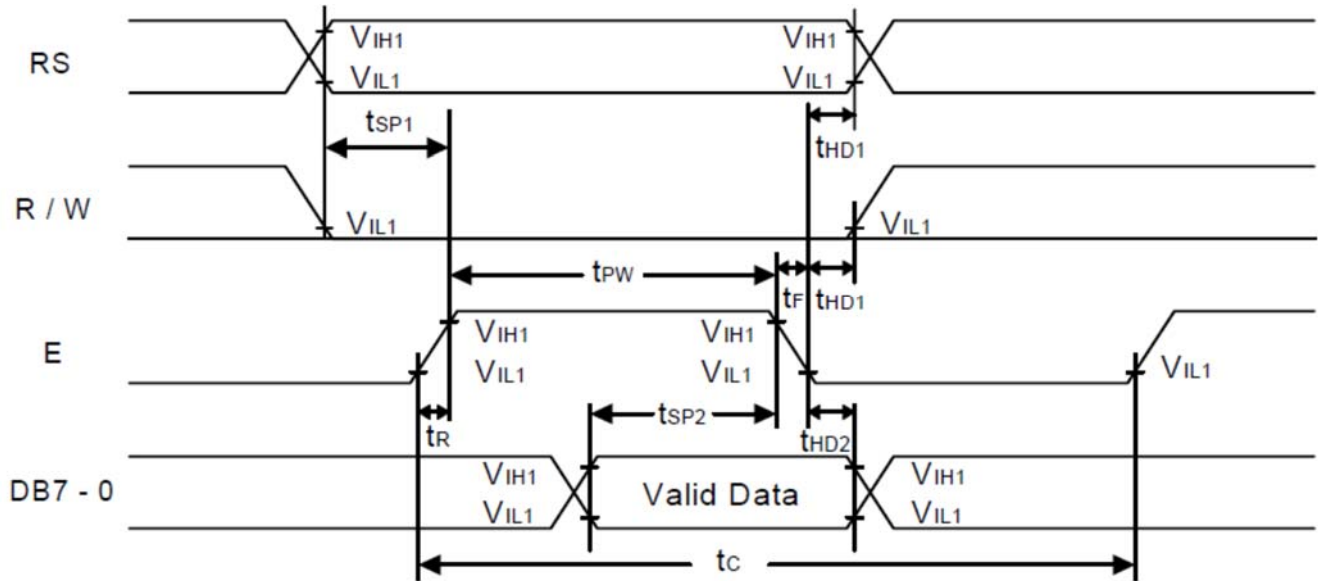 VIH1 VIH1
RS
VIL1 VIL1
tSP1
tHD1
R / W
VIL1 VIL1
tPW
tF tHD1
E
VIH1 VIH1
VIL1 VIL1 VIL1
tSP2
tR tHD2
VIH1 VIH1
DB7 - 0 Valid Data
VIL1 VIL1
tC